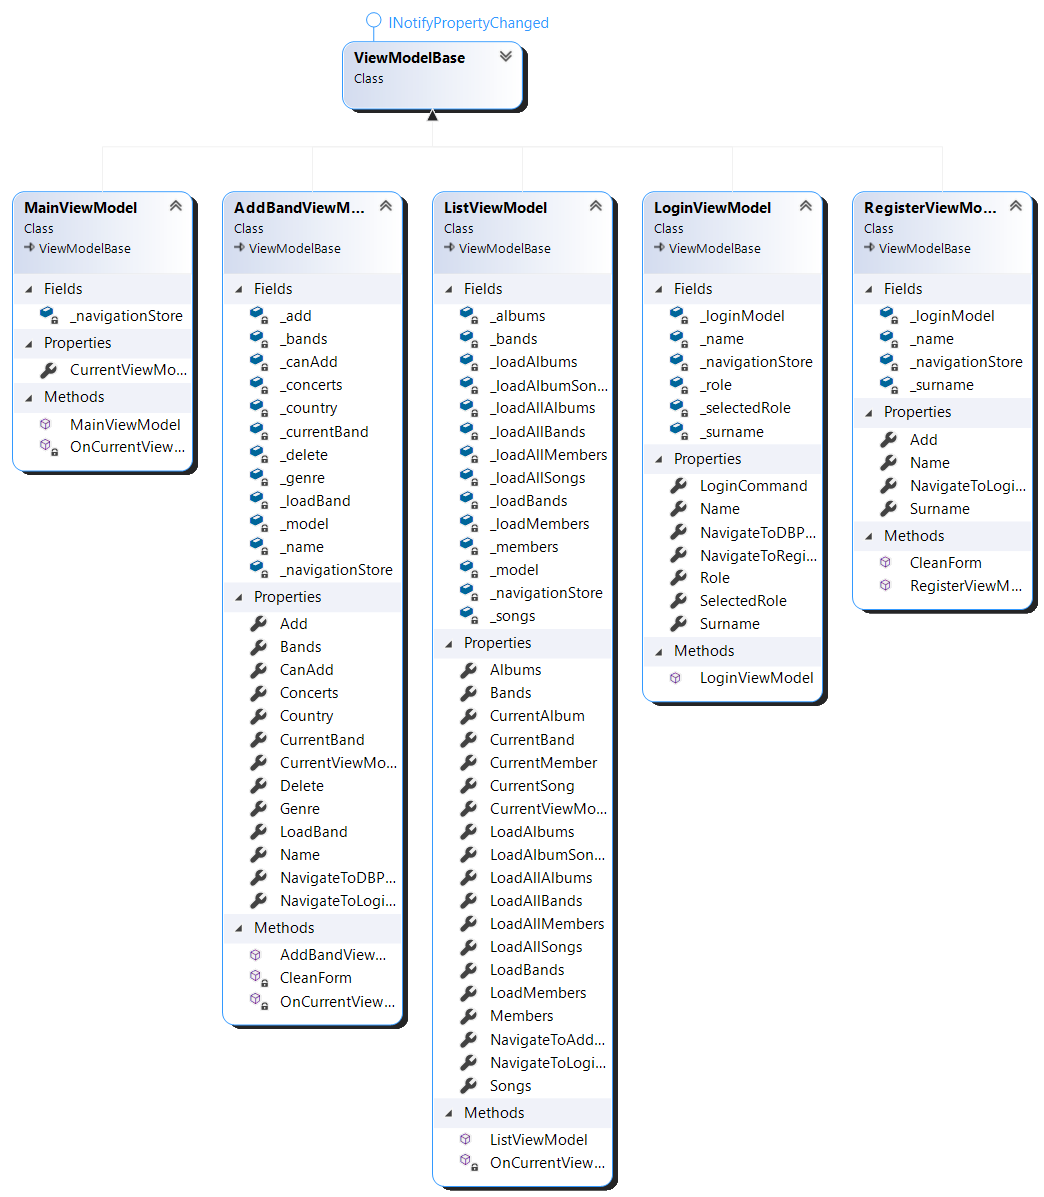 INotifyPropertyChanged
ViewModelBase
Class
MainViewModel
Class
ViewModelBase
Fields
_navigationStore
Properties
CurrentViewMo...
Methods
MainViewModel
OnCurrentView...
AddBandViewM...
Class
ViewModelBase
Fields
_add
_bands
_canAdd
_concerts
_country
_currentBand
_delete
_genre
_loadBand
_model
_name
_navigationStore
Properties
Add
Bands
CanAdd
Concerts
Country
CurrentBand
CurrentViewMo...
Delete
Genre
LoadBand
Name
NavigateToDBP...
NavigateToLogi...
Methods
AddBandView...
CleanForm
OnCurrentView...
ListViewModel
Class
ViewModelBase
Fields
_albums
_bands
_loadAlbums
_loadAlbumSon...
_loadAllAlbums
_loadAllBands
_loadAllMembers
_loadAllSongs
_loadBands
_loadMembers
_members
_model
_navigationStore
_songs
Properties
Albums
Bands
CurrentAlbum
CurrentBand
CurrentMember
CurrentSong
CurrentViewMo...
LoadAlbums
LoadAlbumSon...
LoadAllAlbums
LoadAllBands
LoadAllMembers
LoadAllSongs
LoadBands
LoadMembers
Members
NavigateToAdd...
NavigateToLogi...
Songs
Methods
ListViewModel
OnCurrentView...
LoginViewModel
Class
ViewModelBase
Fields
_loginModel
_name
_navigationStore
_role
_selectedRole
_surname
Properties
LoginCommand
Name
NavigateToDBP...
NavigateToRegi...
Role
SelectedRole
Surname
Methods
LoginViewModel
RegisterViewMo...
Class
ViewModelBase
Fields
_loginModel
_name
_navigationStore
_surname
Properties
Add
Name
NavigateToLogi...
Surname
Methods
CleanForm
RegisterViewM...